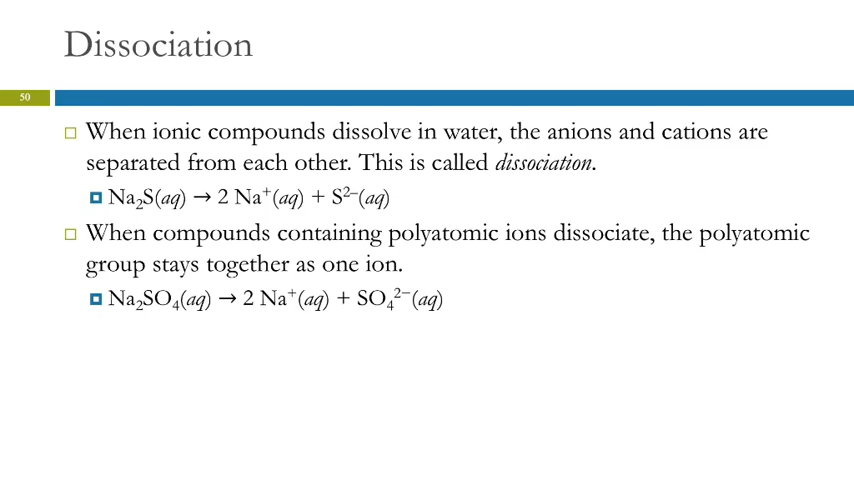 Dissociation
50
When ionic compounds dissolve in water, the anions and cations are
separated from each other. This is called dissociation.
Na₂S(aq) → 2 Na⁺(aq) + S²⁻(aq)
When compounds containing polyatomic ions dissociate, the polyatomic
group stays together as one ion.
Na₂SO₄(aq) → 2 Na⁺(aq) + SO₄²⁻(aq)